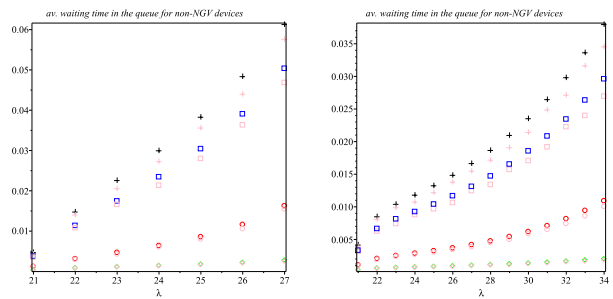 av. waiting time in the queue for non-NGV devices
0.06
0.05
0.04
0.03
0.02
0.01
21 22 23 24 25 26 27
λ
av. waiting time in the queue for non-NGV devices
0.035
0.030
0.025
0.020
0.015
0.010
0.005
22 24 26 28 30 32 34
λ